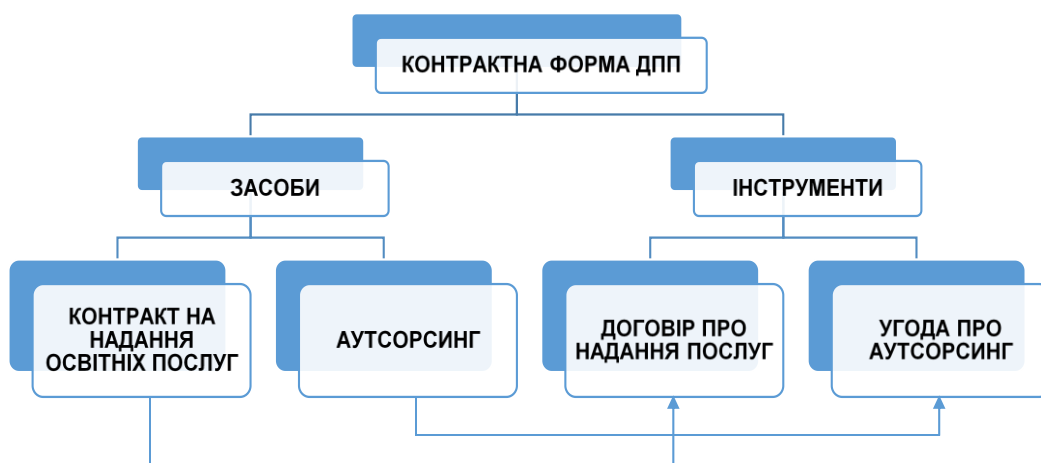 КОНТРАКТНА ФОРМА ДПП
ЗАСОБИ
ІНСТРУМЕНТИ
КОНТРАКТ НА
НАДАННЯ
ОСВІТНІХ ПОСЛУГ
АУТСОРСИНГ
ДОГОВІР ПРО
НАДАННЯ ПОСЛУГ
УГОДА ПРО
АУТСОРСИНГ